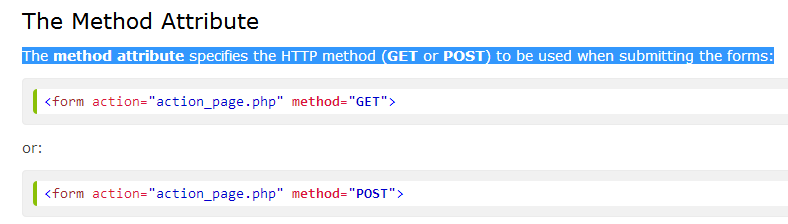 The Method Attribute
The method attribute specifies the HTTP method (GET or POST) to be used when submitting the forms:
<form action="action_page.php" method="GET">
or:
<form action="action_page.php" method="POST">